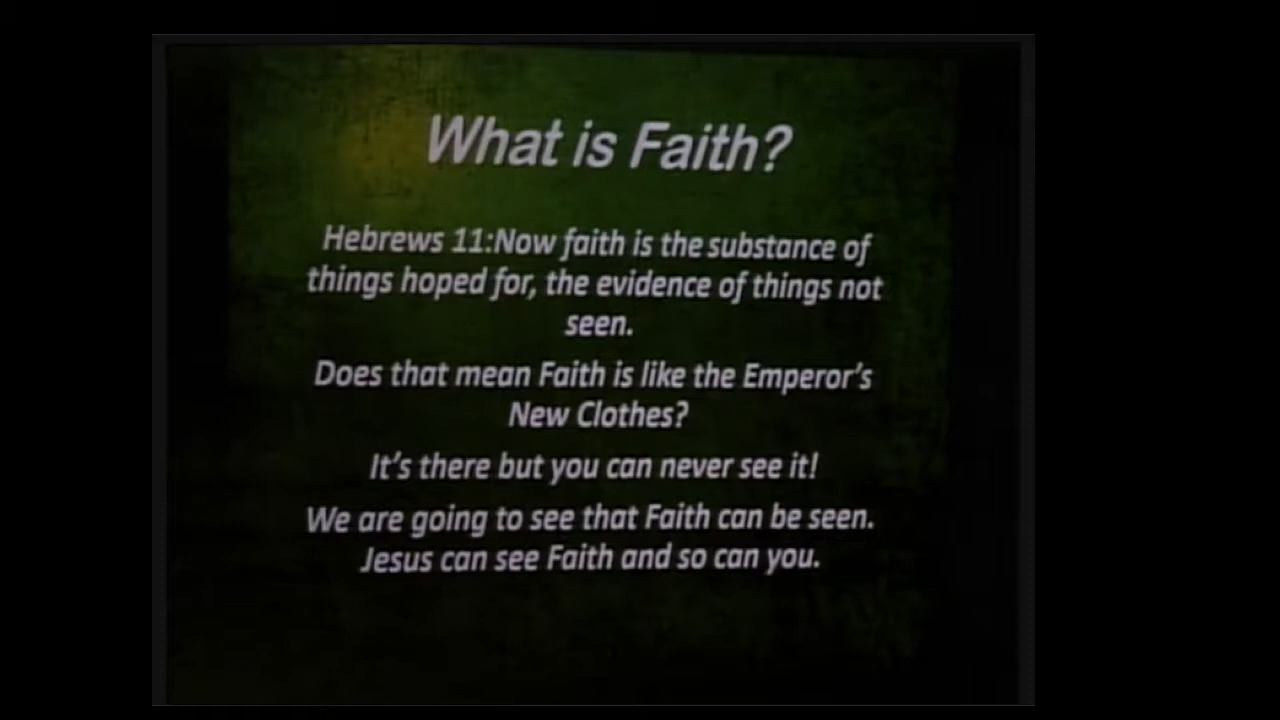 What is Faith?
Hebrews 11:Now faith is the substance of
things hoped for, the evidence of things not
seen.
Does that mean Faith is like the Emperor's
New Clothes?
It's there but you can never see it!
We are going to see that Faith can be seen.
Jesus can see Faith and so can you.